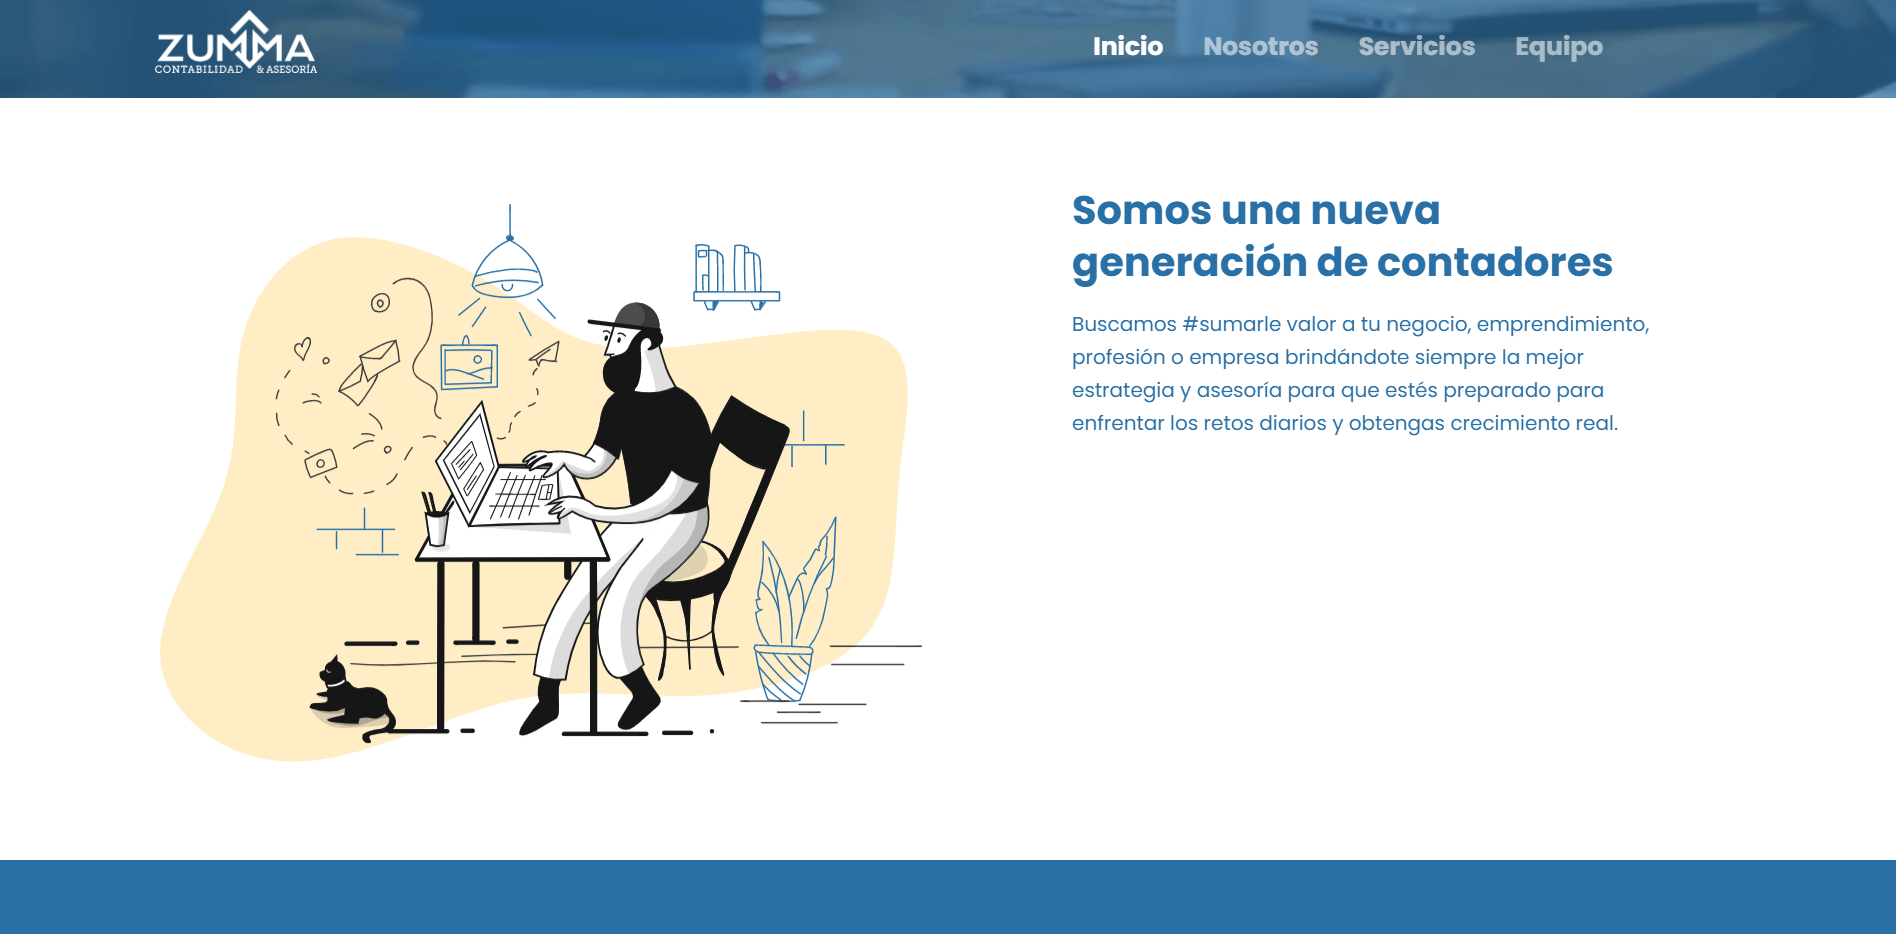 ZUMMA
CONTABILIDAD & ASESORÍA
Inicio Nosotros Servicios Equipo
Somos una nueva
generación de contadores
Buscamos #sumarle valor a tu negocio, emprendimiento,
profesión o empresa brindándote siempre la mejor
estrategia y asesoría para que estés preparado para
enfrentar los retos diarios y obtengas crecimiento real.